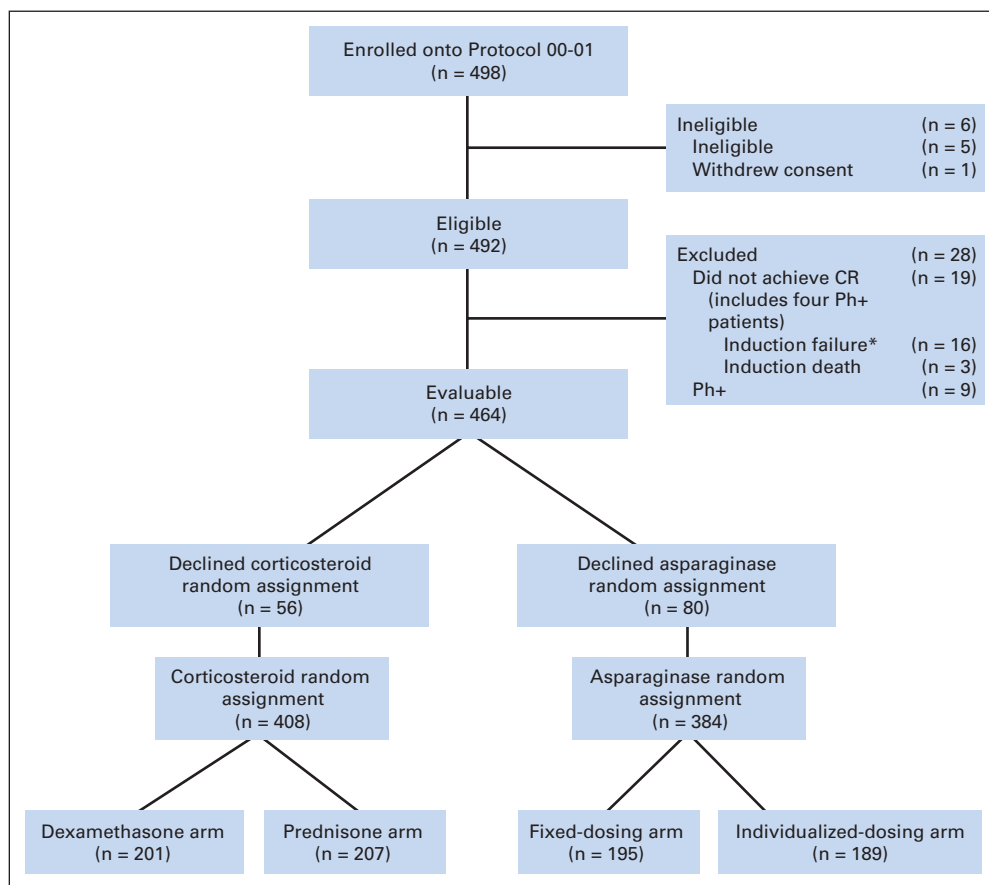 Enrolled onto Protocol 00-01
(n = 498)
Ineligible (n = 6)
Ineligible (n = 5)
Withdrew consent (n = 1)
Eligible
(n = 492)
Excluded (n = 28)
Did not achieve CR (n = 19)
(includes four Ph+
patients)
Induction failure* (n = 16)
Induction death (n = 3)
Ph+ (n = 9)
Evaluable
(n = 464)
Declined corticosteroid
random assignment
(n = 56)
Declined asparaginase
random assignment
(n = 80)
Corticosteroid random
assignment
(n = 408)
Asparaginase random
assignment
(n = 384)
Dexamethasone arm
(n = 201)
Prednisone arm
(n = 207)
Fixed-dosing arm
(n = 195)
Individualized-dosing arm
(n = 189)